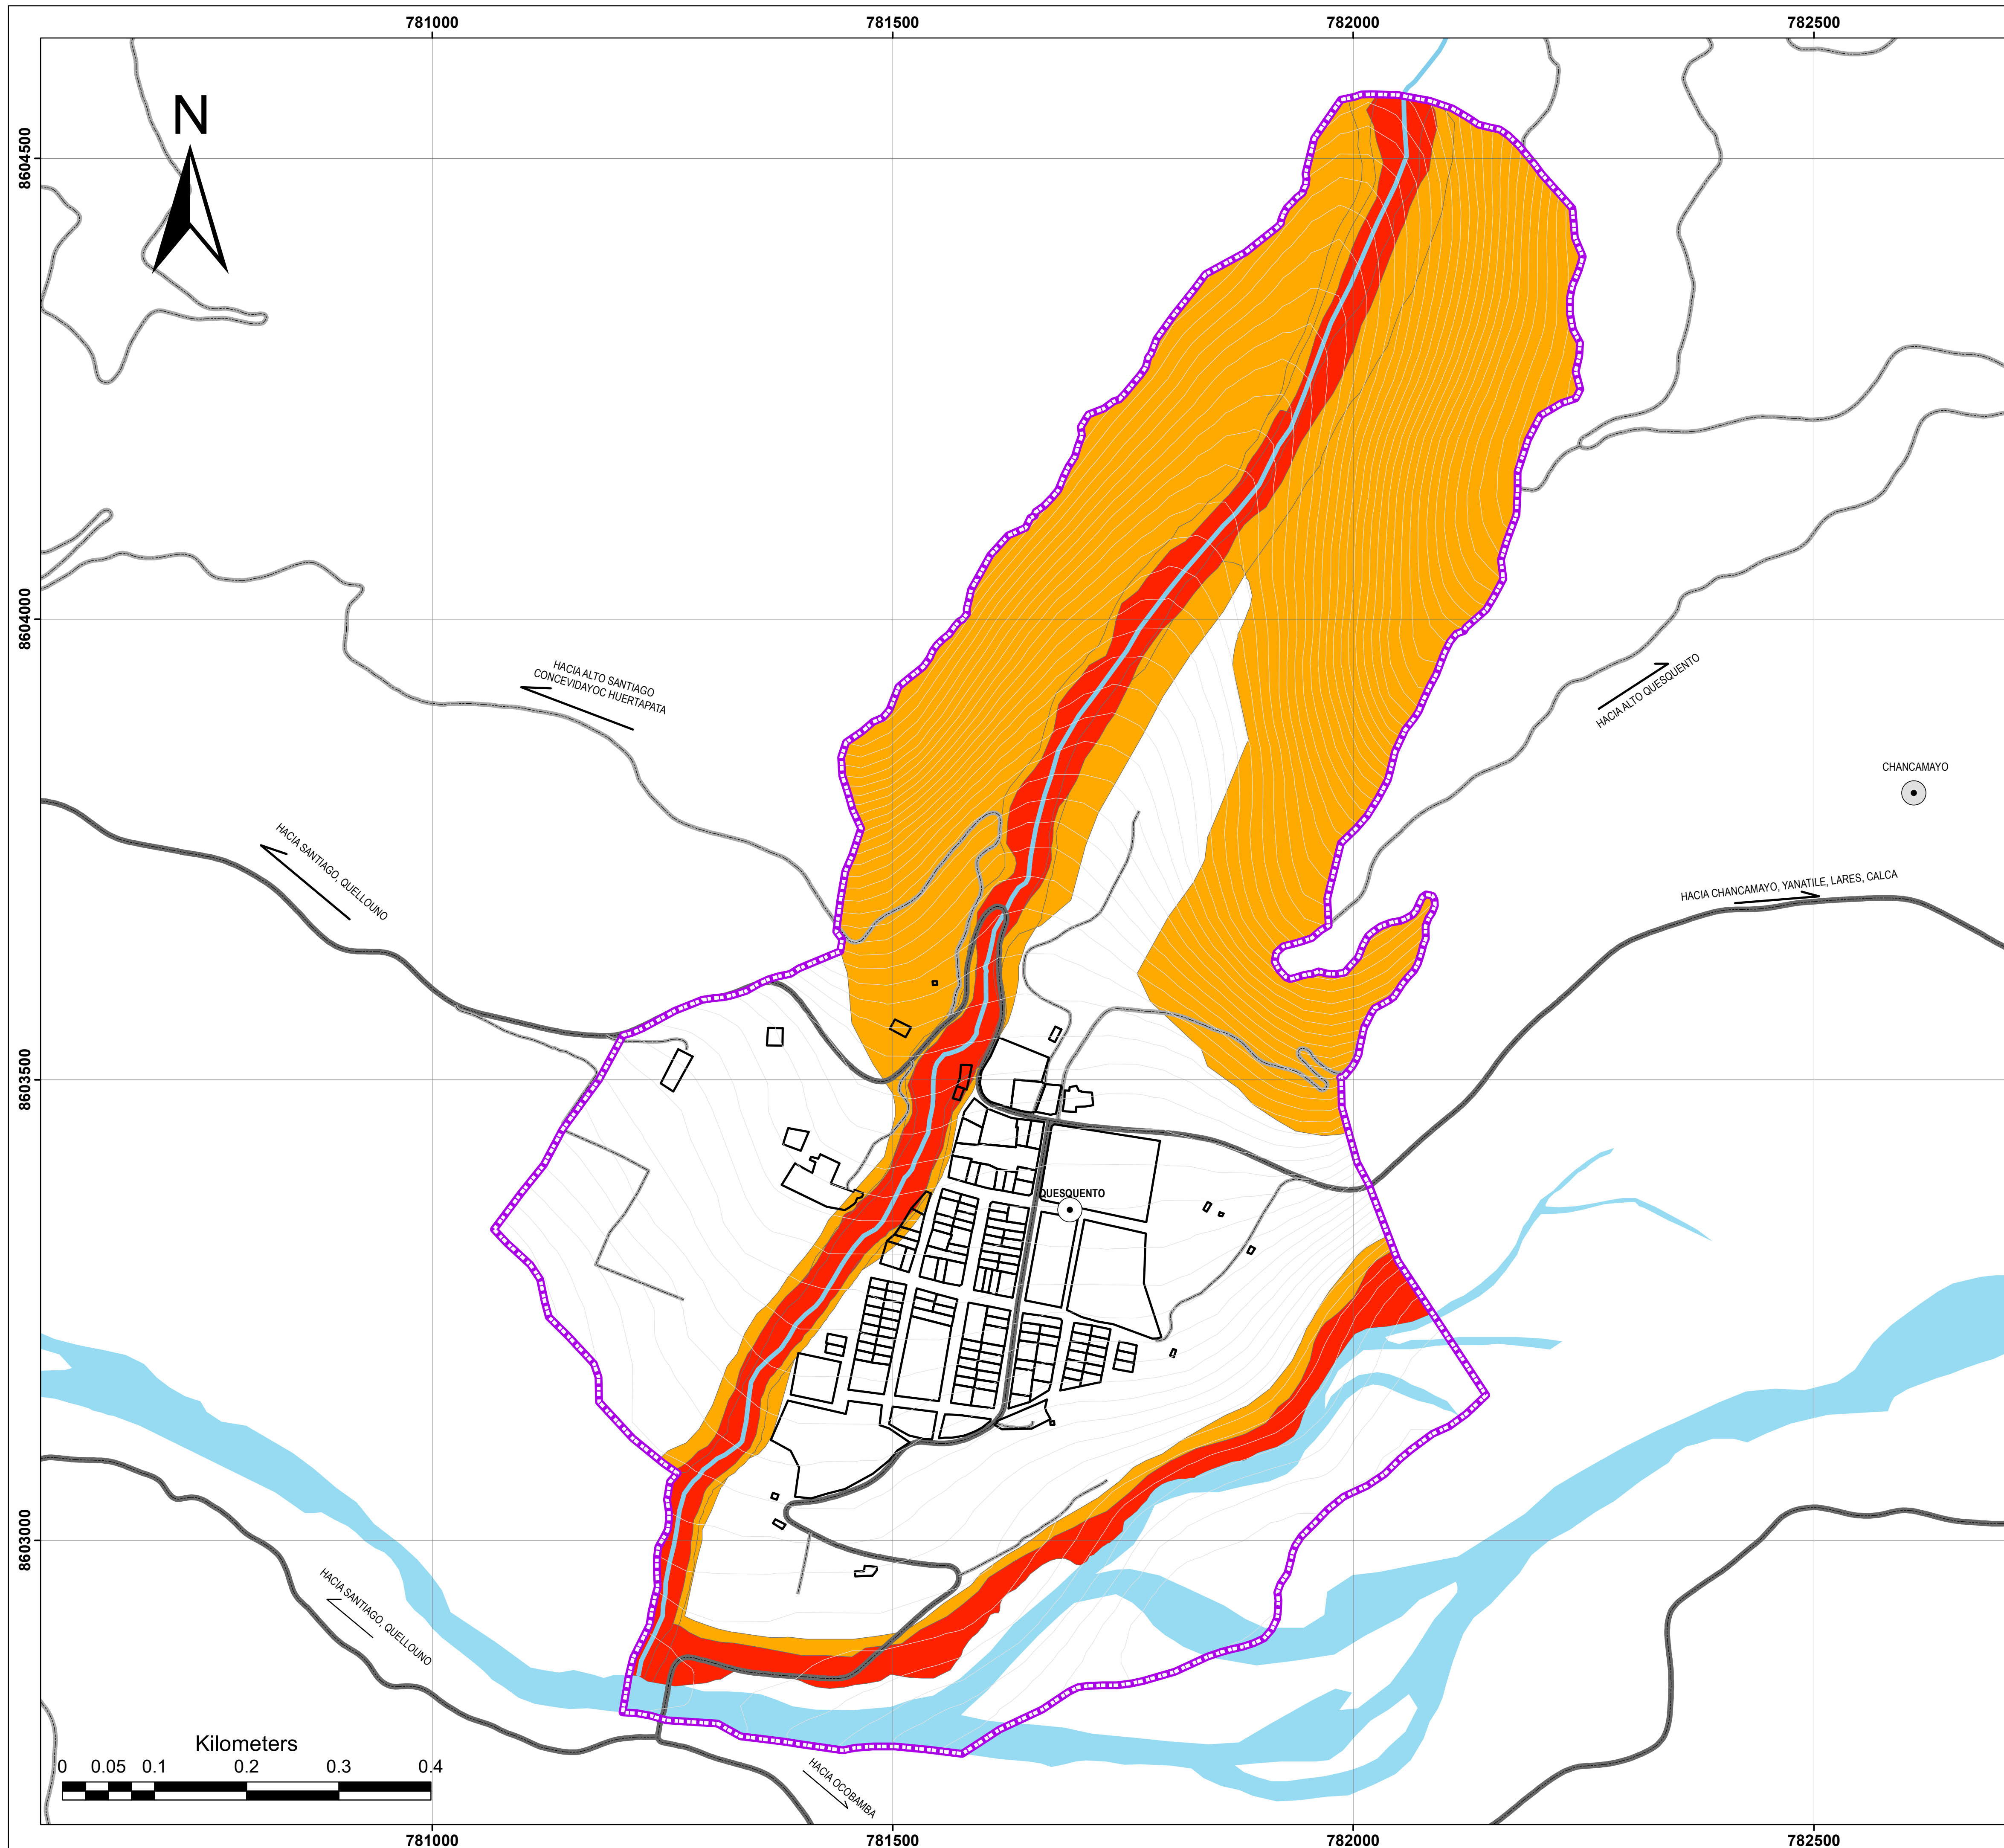 781000
781500
782000
782500
N
8604500
8604000
8603500
8603000
HACIA ALTO SANTIAGO
CONCEVIDAYOC HUERTAPATA
HACIA ALTO QUESQUENTO
CHANCAMAYO
HACIA SANTIAGO, QUELLOUNO
HACIA CHANCAMAYO, YANATILE, LARES, CALCA
QUESQUENTO
HACIA SANTIAGO, QUELLOUNO
HACIA OCOBAMBA
Kilometers
0 0.05 0.1 0.2 0.3 0.4
781000
781500
782000
782500